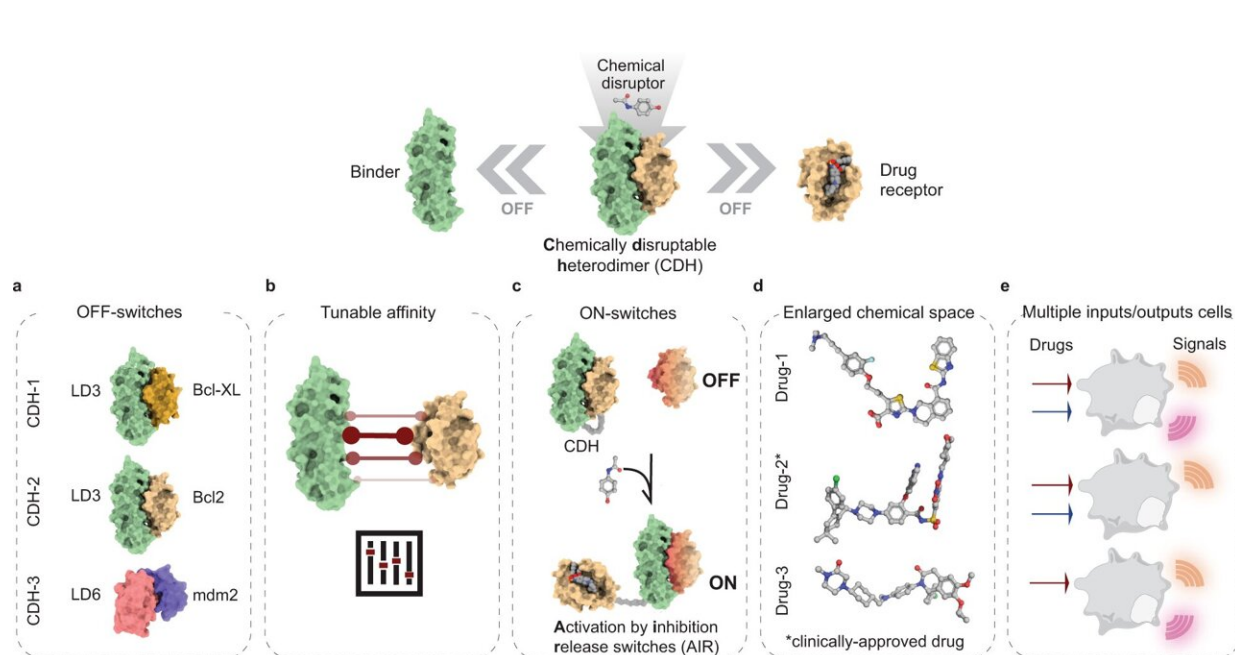 Chemical
disruptor
Binder
OFF
OFF
Drug
receptor
Chemically disruptable
heterodimer (CDH)
a
OFF-switches
CDH-1
LD3
Bcl-XL
CDH-2
LD3
Bcl2
CDH-3
LD6
mdm2
b
Tunable affinity
c
ON-switches
OFF
CDH
ON
Activation by inhibition
release switches (AIR)
d
Enlarged chemical space
Drug-1
Drug-2*
Drug-3
*clinically-approved drug
e
Multiple inputs/outputs cells
Drugs
Signals